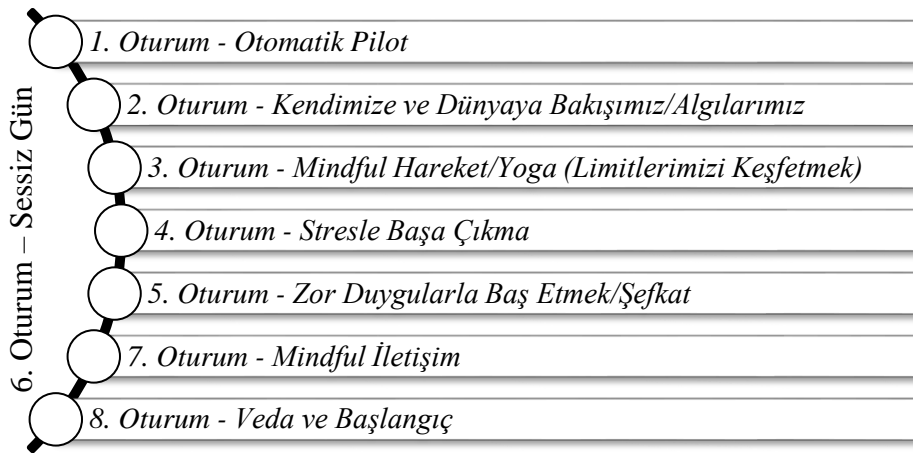 6. Oturum – Sessiz Gün
1. Oturum - Otomatik Pilot
2. Oturum - Kendimize ve Dünyaya Bakışımız/Algılarımız
3. Oturum - Mindful Hareket/Yoga (Limitlerimizi Keşfetmek)
4. Oturum - Stresle Başa Çıkma
5. Oturum - Zor Duygularla Baş Etmek/Şefkat
7. Oturum - Mindful İletişim
8. Oturum - Veda ve Başlangıç